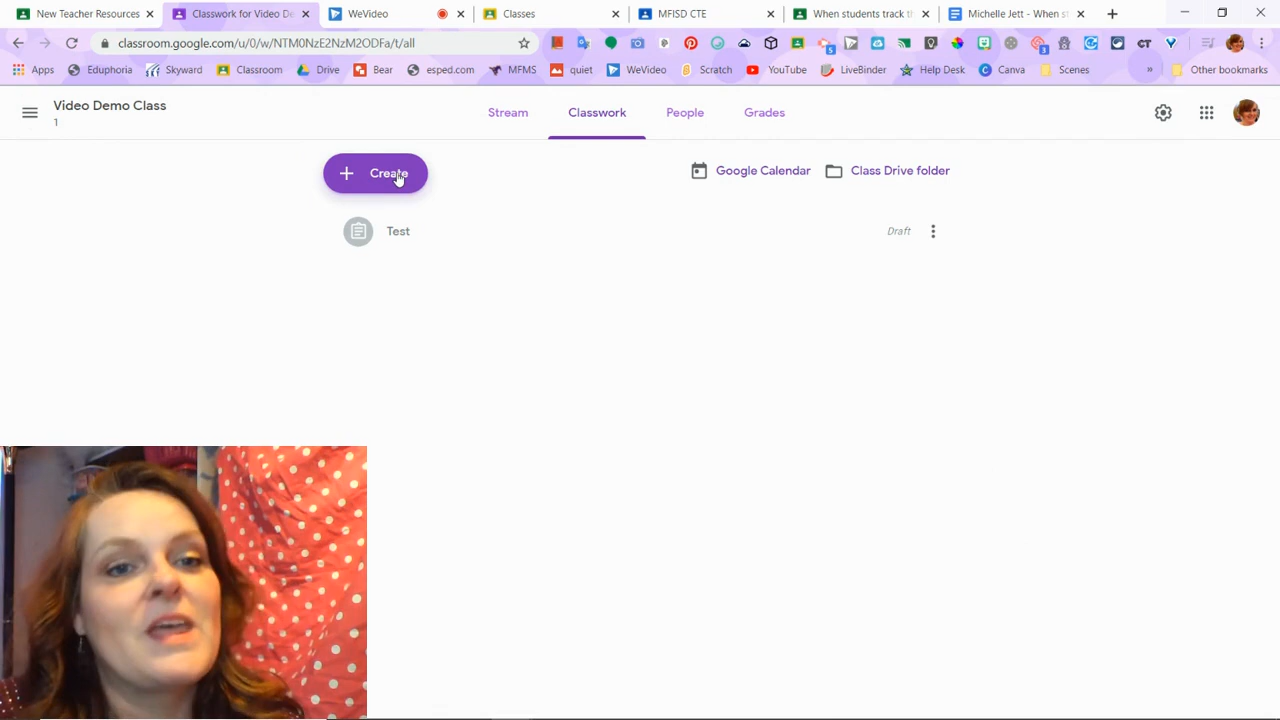 New Teacher Resources
Classwork for Video De
WeVideo
Classes
MFISD CTE
When students track th
Michelle Jett - When st
classroom.google.com/u/0/w/NTM0NzE2NzM2ODFa/t/all
Apps
Eduphoria
Skyward
Classroom
Drive
Bear
esped.com
MFMS
quiet
WeVideo
Scratch
YouTube
LiveBinder
Help Desk
Canva
Scenes
»
Other bookmarks
Video Demo Class
1
Stream
Classwork
People
Grades
Create
Google Calendar
Class Drive folder
Test
Draft